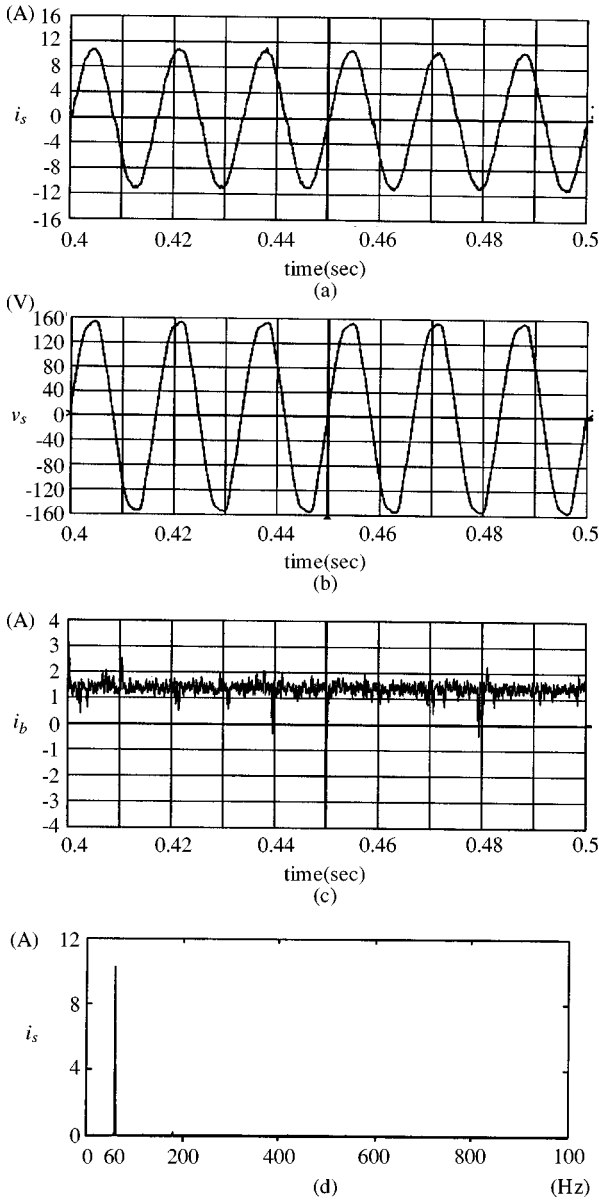 (A)
16
12
8
4
i_s 0
-4
-8
-12
-16
0.4 0.42 0.44 0.46 0.48 0.5
time(sec)
(a)
(V)
160
120
80
40
v_s 0
-40
-80
-120
-160
0.4 0.42 0.44 0.46 0.48 0.5
time(sec)
(b)
(A)
4
3
2
1
i_b 0
-1
-2
-3
-4
0.4 0.42 0.44 0.46 0.48 0.5
time(sec)
(c)
(A)
12
8
i_s
4
0
0 60 200 400 600 800 100
(d) (Hz)